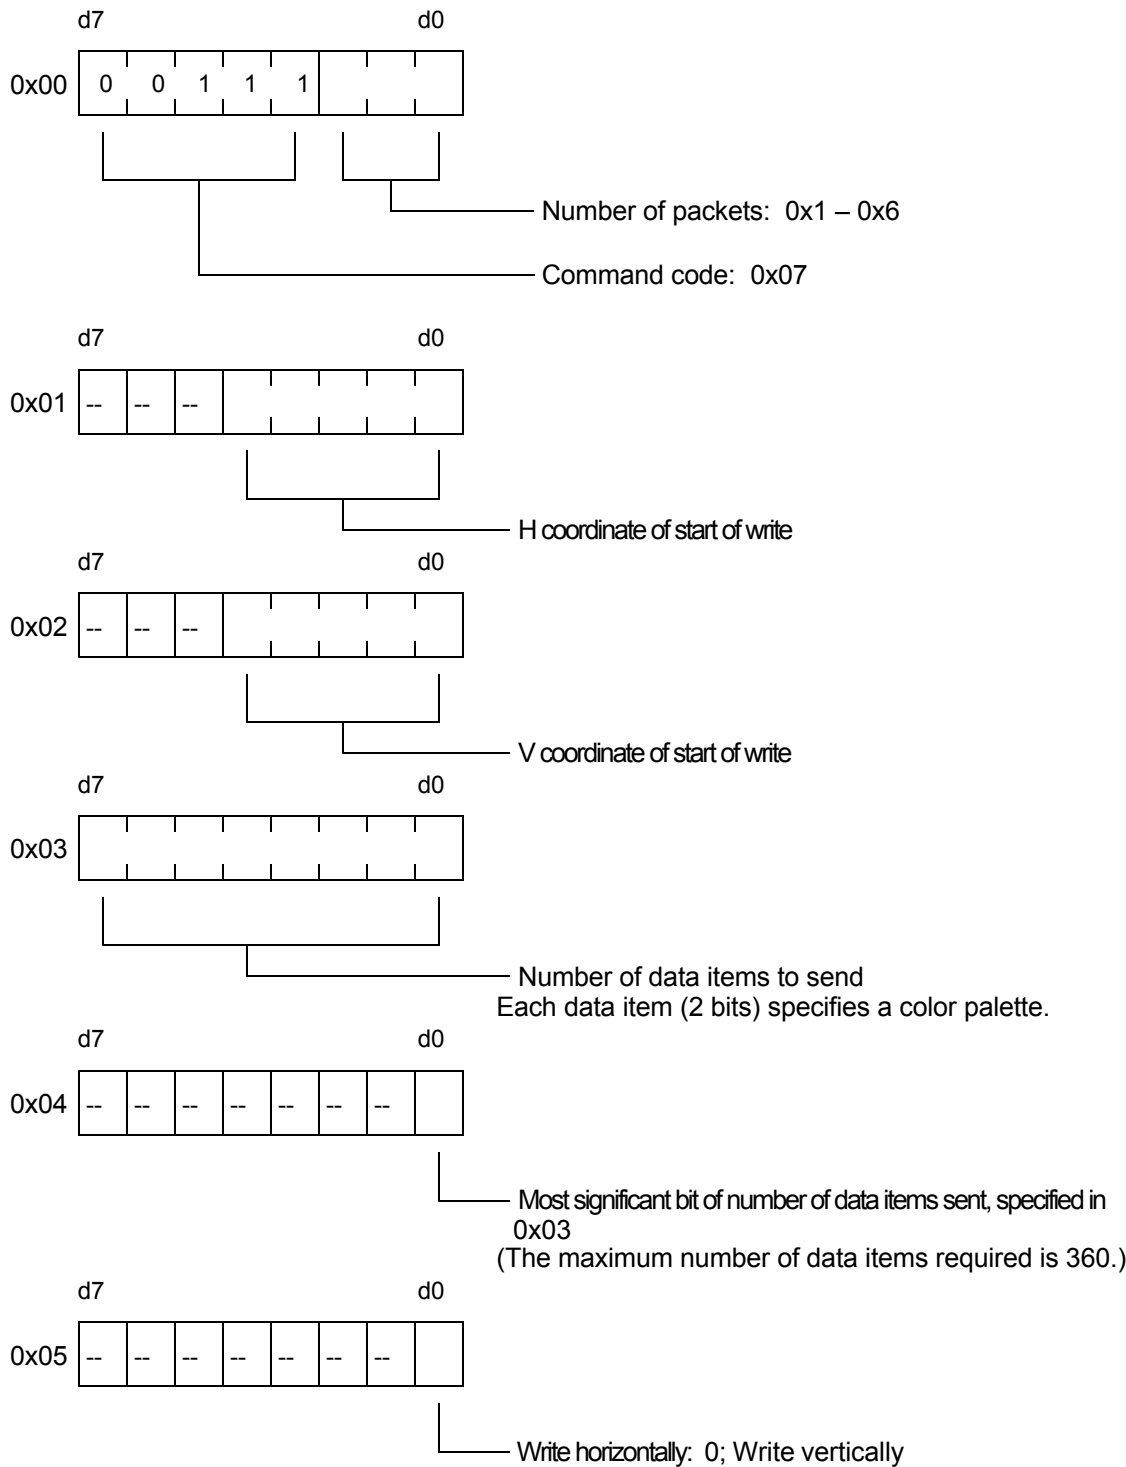 d7 d0
0x00 0 0 1 1 1
Number of packets: 0x1 – 0x6
Command code: 0x07
d7 d0
0x01 -- -- --
H coordinate of start of write
d7 d0
0x02 -- -- --
V coordinate of start of write
d7 d0
0x03
Number of data items to send
Each data item (2 bits) specifies a color palette.
d7 d0
0x04 -- -- -- -- -- -- --
Most significant bit of number of data items sent, specified in
0x03
(The maximum number of data items required is 360.)
d7 d0
0x05 -- -- -- -- -- -- --
Write horizontally: 0; Write vertically